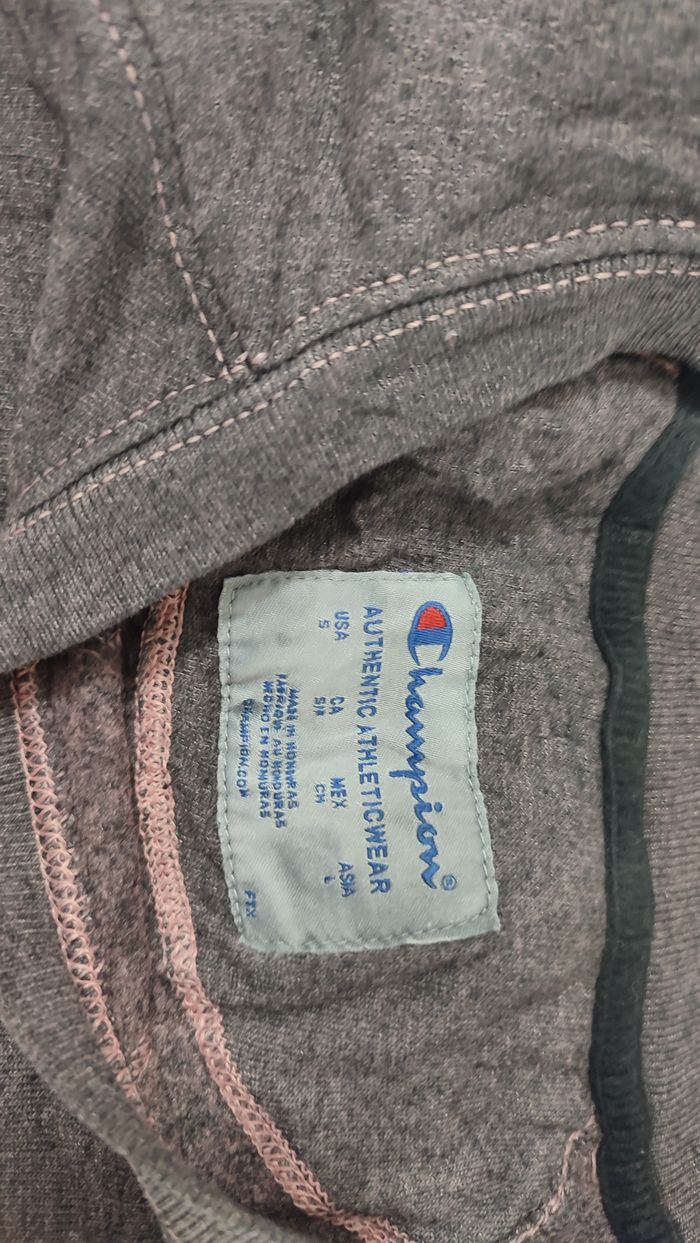 Champion®
AUTHENTIC ATHLETICWEAR
USA CA MEX ASIA
S S/P CH L
MADE IN HONDURAS
FABRIQUÉ AU HONDURAS
HECHO EN HONDURAS
CHAMPION.COM
FTX